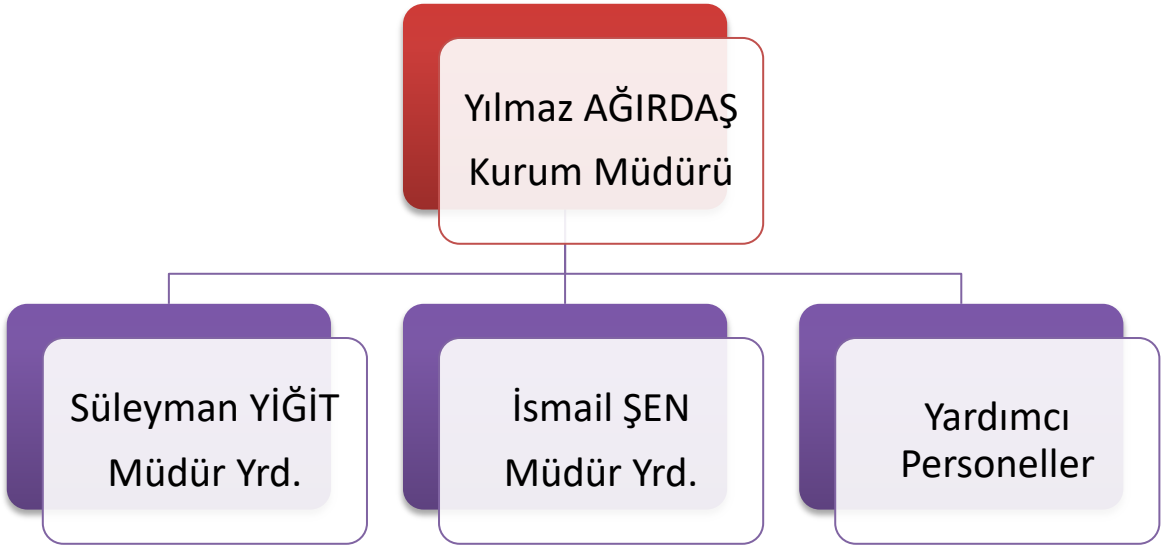 Yılmaz AĞIRDAŞ
Kurum Müdürü
Süleyman YİĞİT
Müdür Yrd.
İsmail ŞEN
Müdür Yrd.
Yardımcı
Personeller